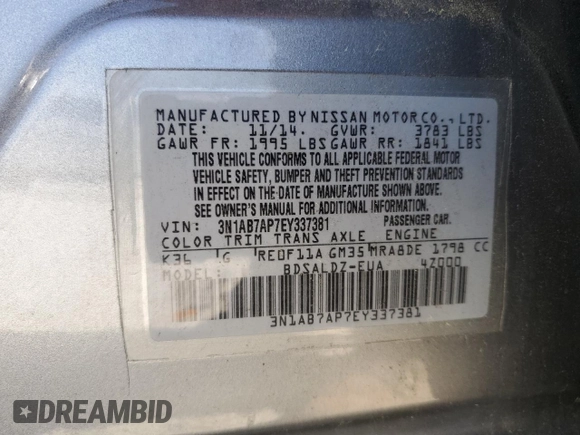 MANUFACTURED BY NISSAN MOTOR CO., LTD.
DATE: 11/14. GVWR: 3783 LBS
GAWR FR: 1995 LBS GAWR RR: 1841 LBS
THIS VEHICLE CONFORMS TO ALL APPLICABLE FEDERAL MOTOR
VEHICLE SAFETY, BUMPER AND THEFT PREVENTION STANDARDS
IN EFFECT ON THE DATE OF MANUFACTURE SHOWN ABOVE.
SEE OWNER'S MANUAL FOR ADDITIONAL INFORMATION.
VIN: 3N1AB7AP7EY337381 PASSENGER CAR.
COLOR TRIM TRANS AXLE ENGINE
K36 G RE0F11A GM35 MRA8DE 1798 CC
MODEL: BDSALDZ-EUA 4Z000
3N1AB7AP7EY337381
DREAMBID